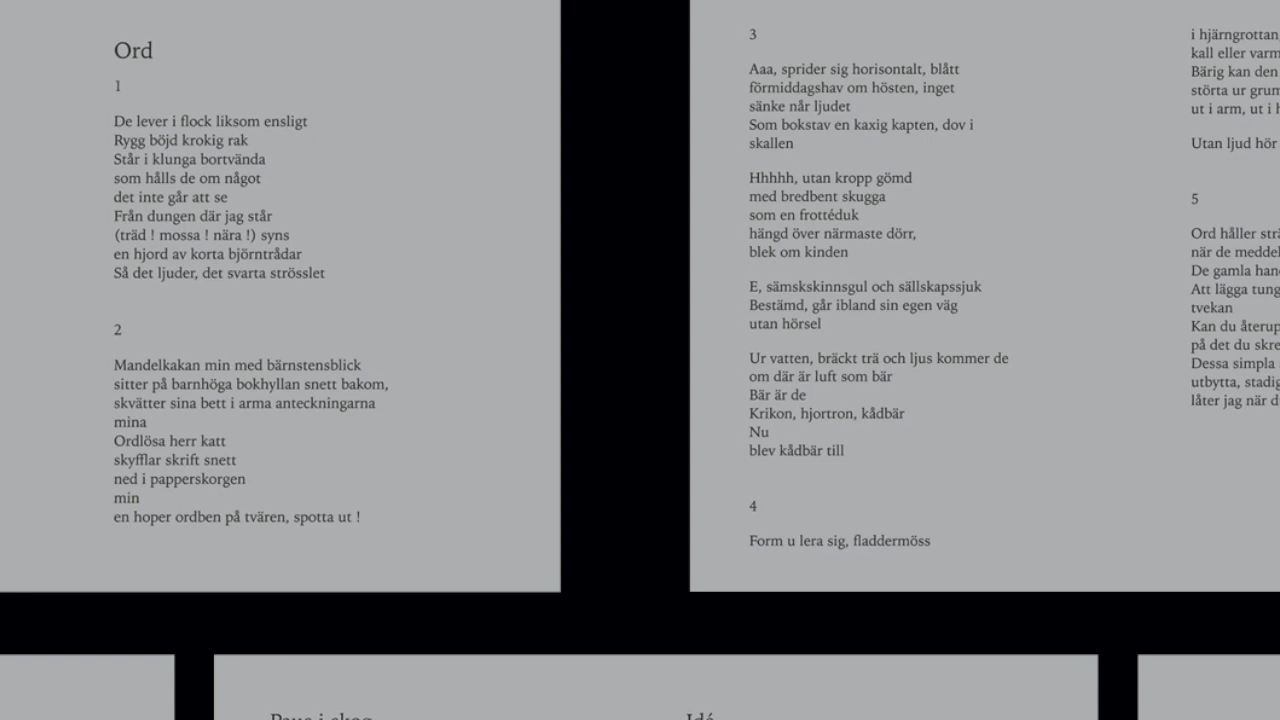 Ord
1
De lever i flock liksom ensligt
Rygg böjd krokig rak
Står i klunga bortvända
som hålls de om något
det inte går att se
Från dungen där jag står
(träd ! mossa ! nära !) syns
en hjord av korta björntrådar
Så det ljuder, det svarta strösslet
2
Mandelkakan min med bärnstensblick
sitter på barnhöga bokhyllan snett bakom,
skvätter sina bett i arma anteckningarna
mina
Ordlösa herr katt
skyfflar skrift snett
ned i papperskorgen
min
en hoper ordben på tvären, spotta ut !
3
Aaa, sprider sig horisontalt, blått
förmiddagshav om hösten, inget
sänke når ljudet
Som bokstav en kaxig kapten, dov i
skallen
Hhhhh, utan kropp gömd
med bredbent skugga
som en frottéduk
hängd över närmaste dörr,
blek om kinden
E, sämskskinnsgul och sällskapssjuk
Bestämd, går ibland sin egen väg
utan hörsel
Ur vatten, bräckt trä och ljus kommer de
om där är luft som bär
Bär är de
Krikon, hjortron, kådbär
Nu
blev kådbär till
4
Form u lera sig, fladdermöss
i hjärngrottan
kall eller varm
Bärig kan den
störta ur grum
ut i arm, ut i h
Utan ljud hör
5
Ord håller str
när de meddel
De gamla han
Att lägga tung
tvekan
Kan du återup
på det du skre
Dessa simpla
utbytta, stadig
låter jag när d
Idé